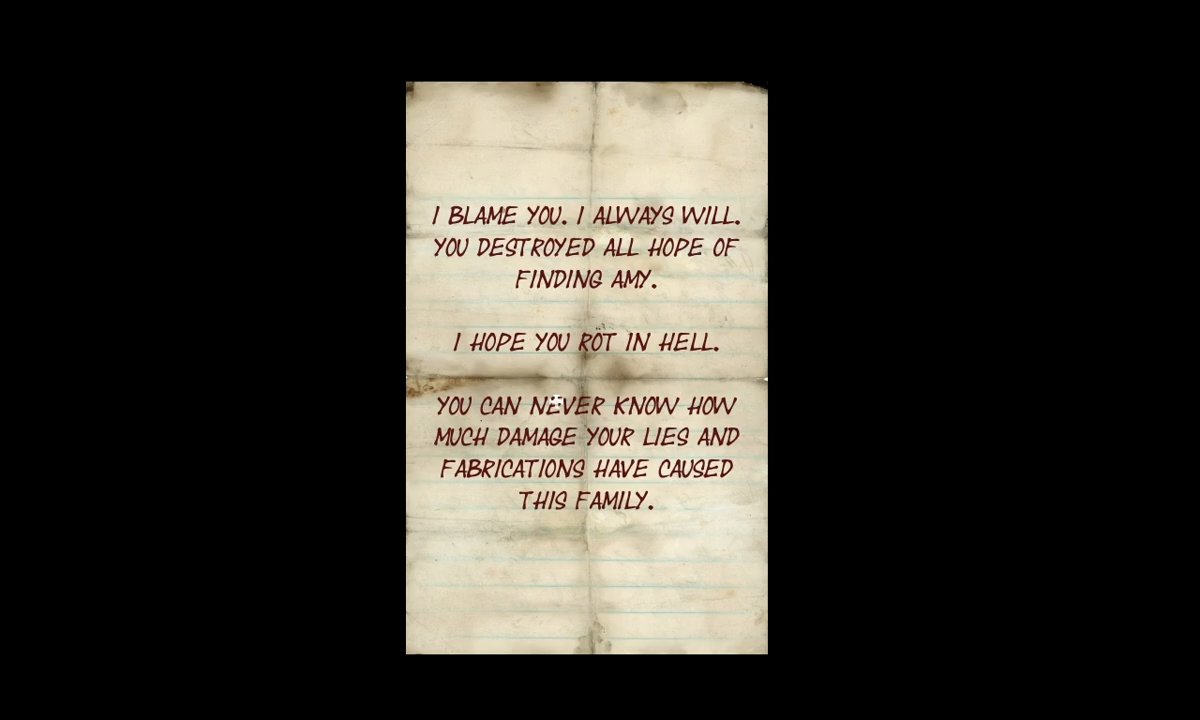 I BLAME YOU. I ALWAYS WILL.
YOU DESTROYED ALL HOPE OF
FINDING AMY.
I HOPE YOU ROT IN HELL.
YOU CAN NEVER KNOW HOW
MUCH DAMAGE YOUR LIES AND
FABRICATIONS HAVE CAUSED
THIS FAMILY.